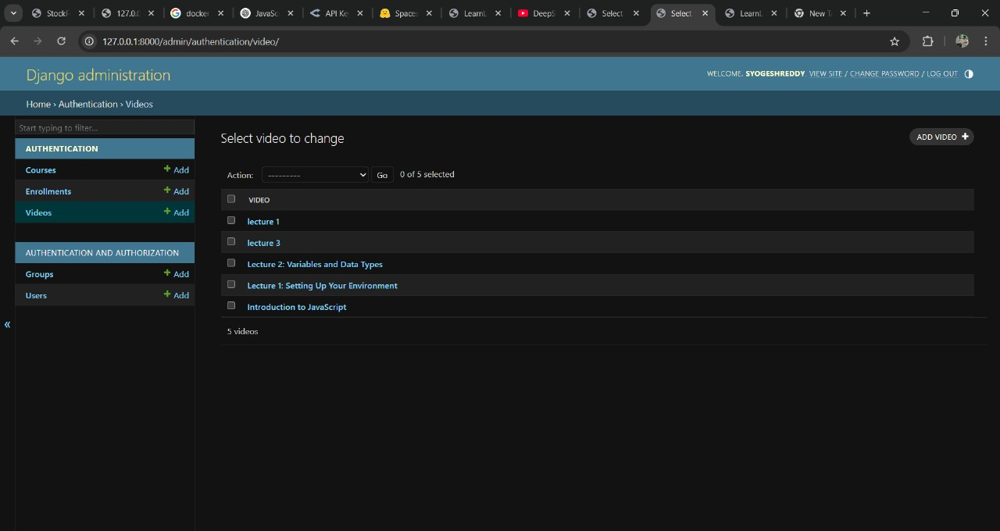 StockP
127.0.0
docker
JavaSc
API Ke
Spaces
LearnL
DeepS
Select
Select
LearnL
New T
127.0.0.1:8000/admin/authentication/video/
Django administration
WELCOME, SYOGESHREDDY. VIEW SITE / CHANGE PASSWORD / LOG OUT
Home › Authentication › Videos
Start typing to filter...
AUTHENTICATION
Courses + Add
Enrollments + Add
Videos + Add
AUTHENTICATION AND AUTHORIZATION
Groups + Add
Users + Add
«
Select video to change
ADD VIDEO +
Action: --------- Go 0 of 5 selected
VIDEO
lecture 1
lecture 3
Lecture 2: Variables and Data Types
Lecture 1: Setting Up Your Environment
Introduction to JavaScript
5 videos